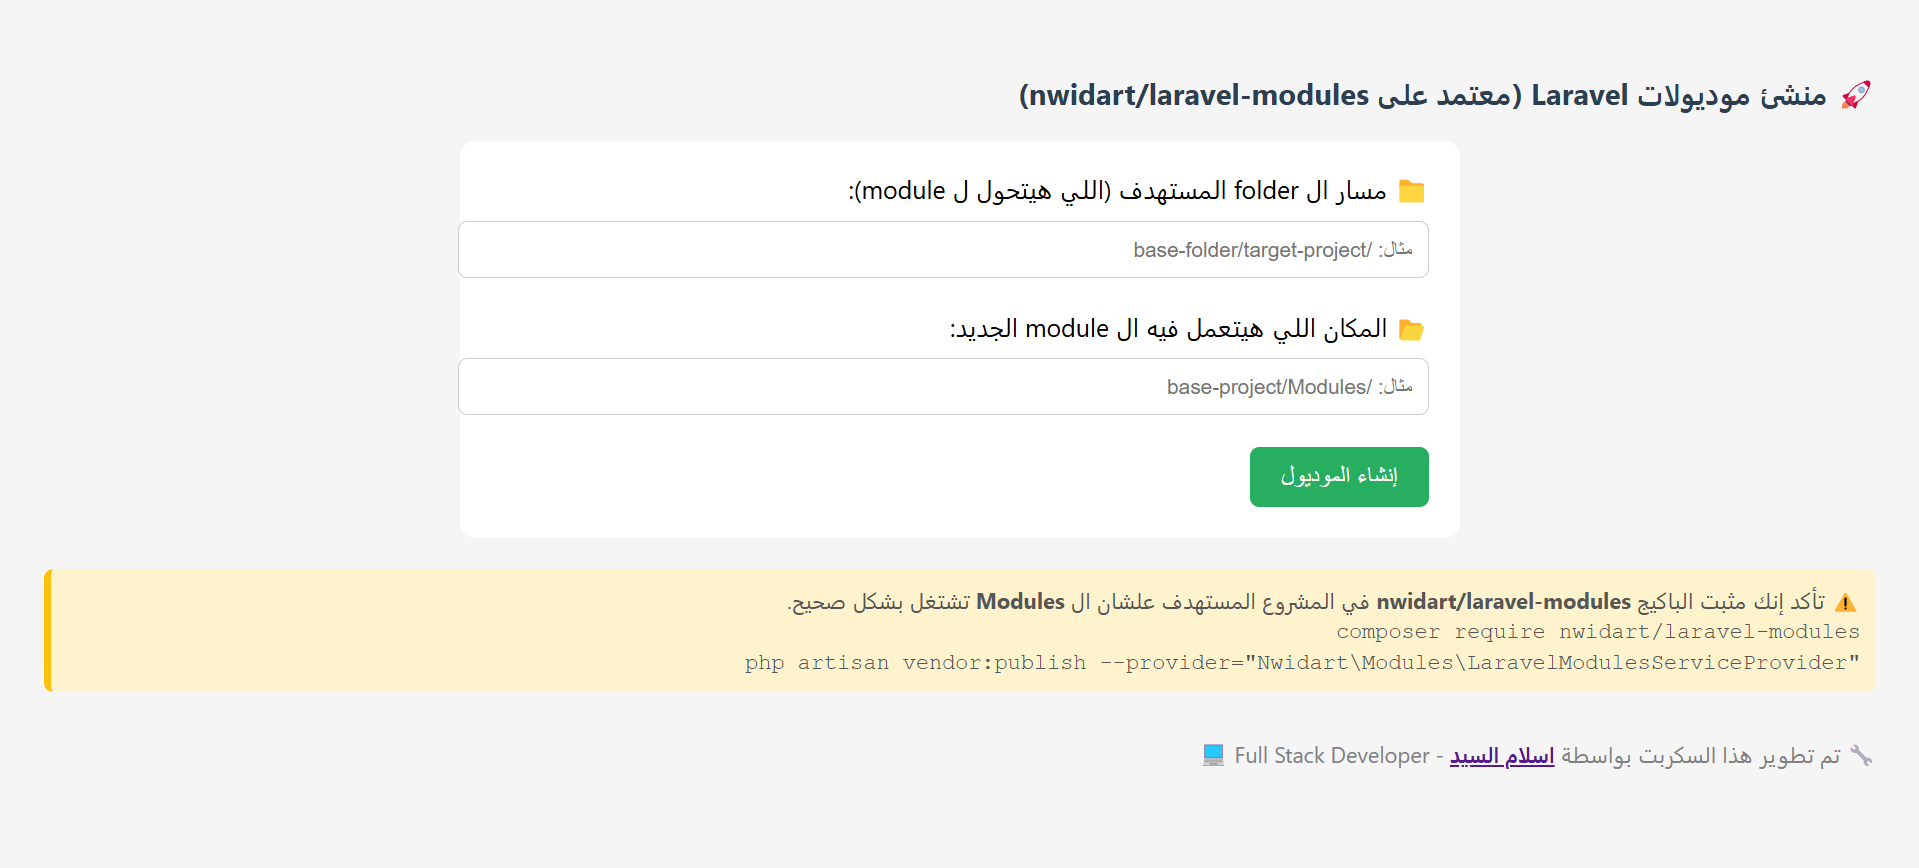 🚀 منشئ موديولات Laravel (معتمد على nwidart/laravel-modules)
📁 مسار ال folder المستهدف (اللي هيتحول ل module):
مثال: /base-folder/target-project
📂 المكان اللي هيتعمل فيه ال module الجديد:
مثال: /base-project/Modules
إنشاء الموديول
⚠️ تأكد إنك مثبت الباكيج nwidart/laravel-modules في المشروع المستهدف علشان ال Modules تشتغل بشكل صحيح.
composer require nwidart/laravel-modules
php artisan vendor:publish --provider="Nwidart\Modules\LaravelModulesServiceProvider"
🔧 تم تطوير هذا السكربت بواسطة اسلام السيد - Full Stack Developer 💻